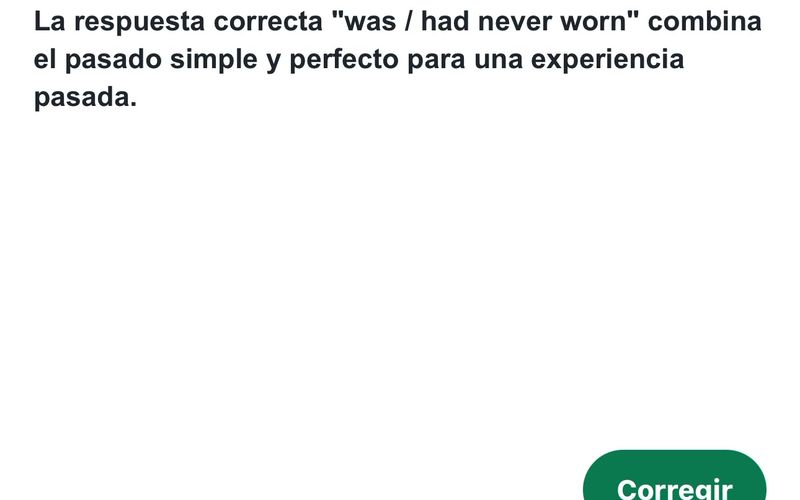 La respuesta correcta "was / had never worn" combina
el pasado simple y perfecto para una experiencia
pasada.
Corregir